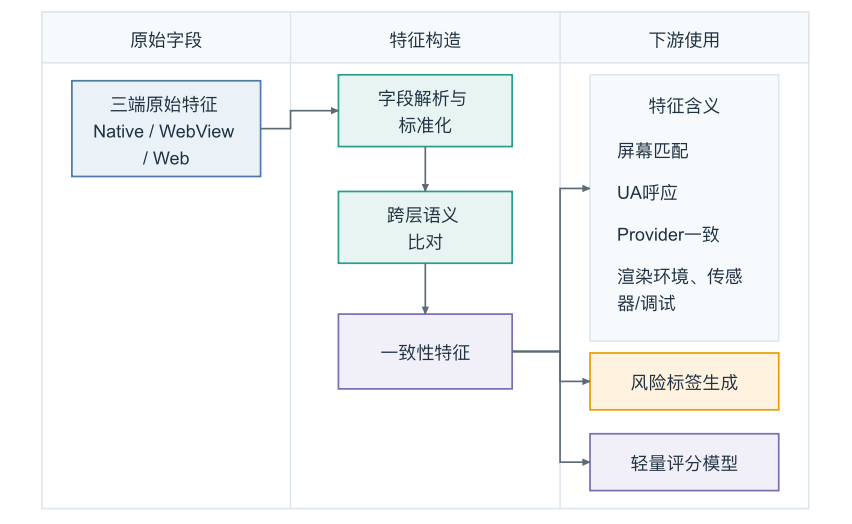 原始字段
特征构造
下游使用
三端原始特征
Native / WebView
/ Web
字段解析与
标准化
跨层语义
比对
一致性特征
特征含义
屏幕匹配
UA呼应
Provider一致
渲染环境、传感
器/调试
风险标签生成
轻量评分模型